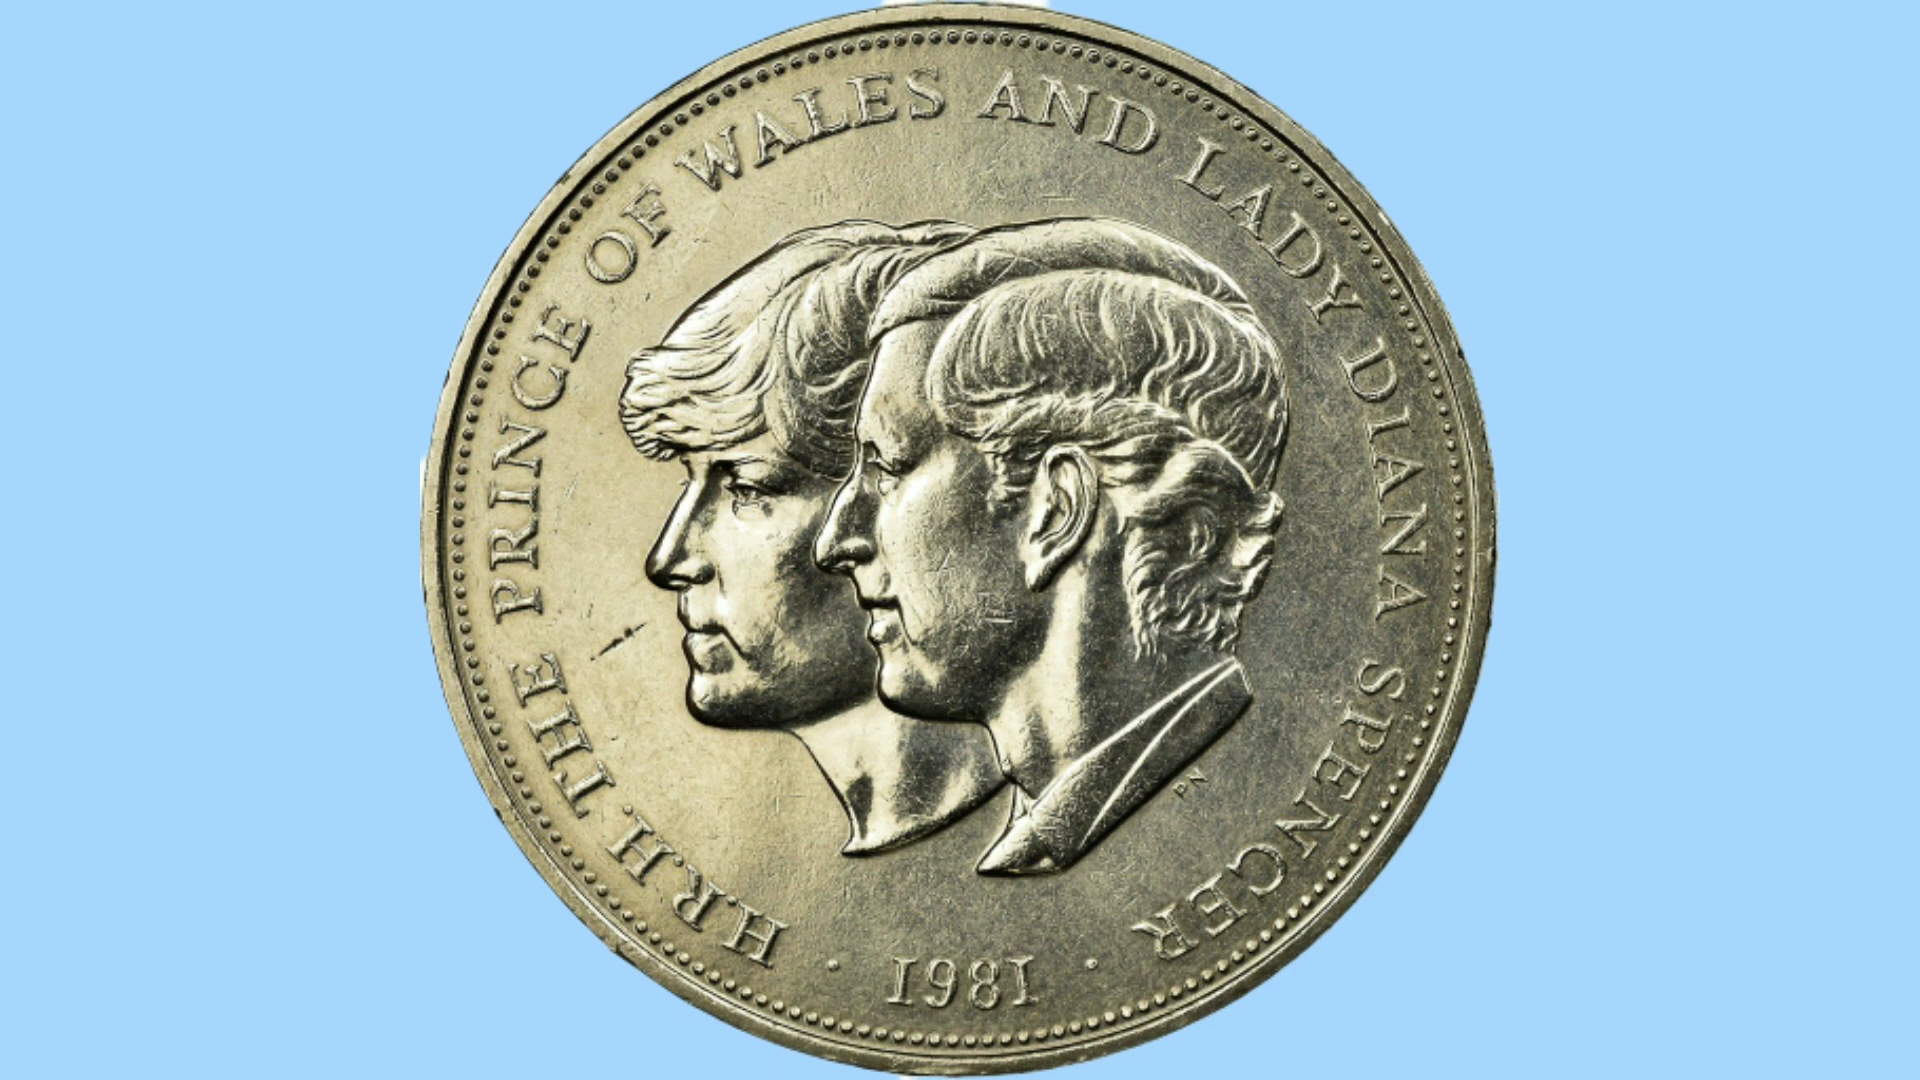 H.R.H. THE PRINCE OF WALES AND LADY DIANA SPENCER
· 1981 ·
PN